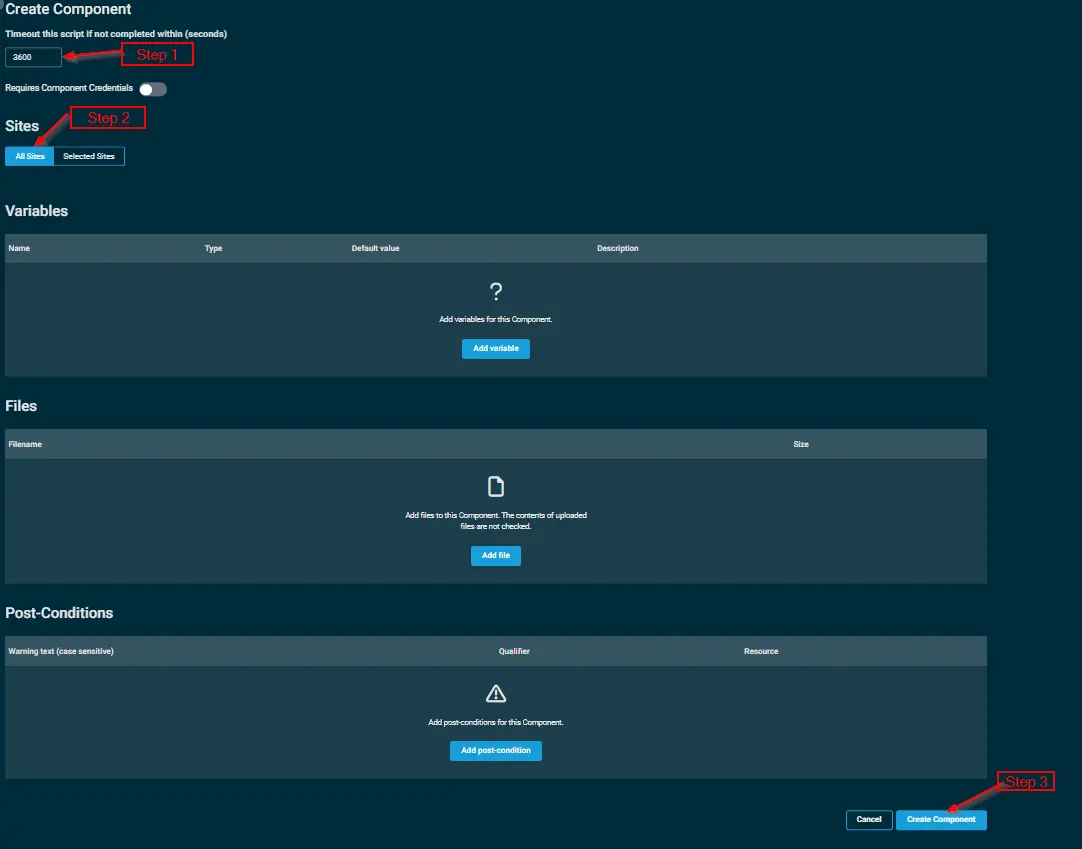 Create Component
Timeout this script if not completed within (seconds)
3600
Step 1
Requires Component Credentials
Step 2
Sites
All Sites Selected Sites
Variables
Name Type Default value Description
?
Add variables for this Component.
Add variable
Files
Filename Size
Add files to this Component. The contents of uploaded
files are not checked.
Add file
Post-Conditions
Warning text (case sensitive) Qualifier Resource
Add post-conditions for this Component.
Add post-condition
Step 3
Cancel Create Component